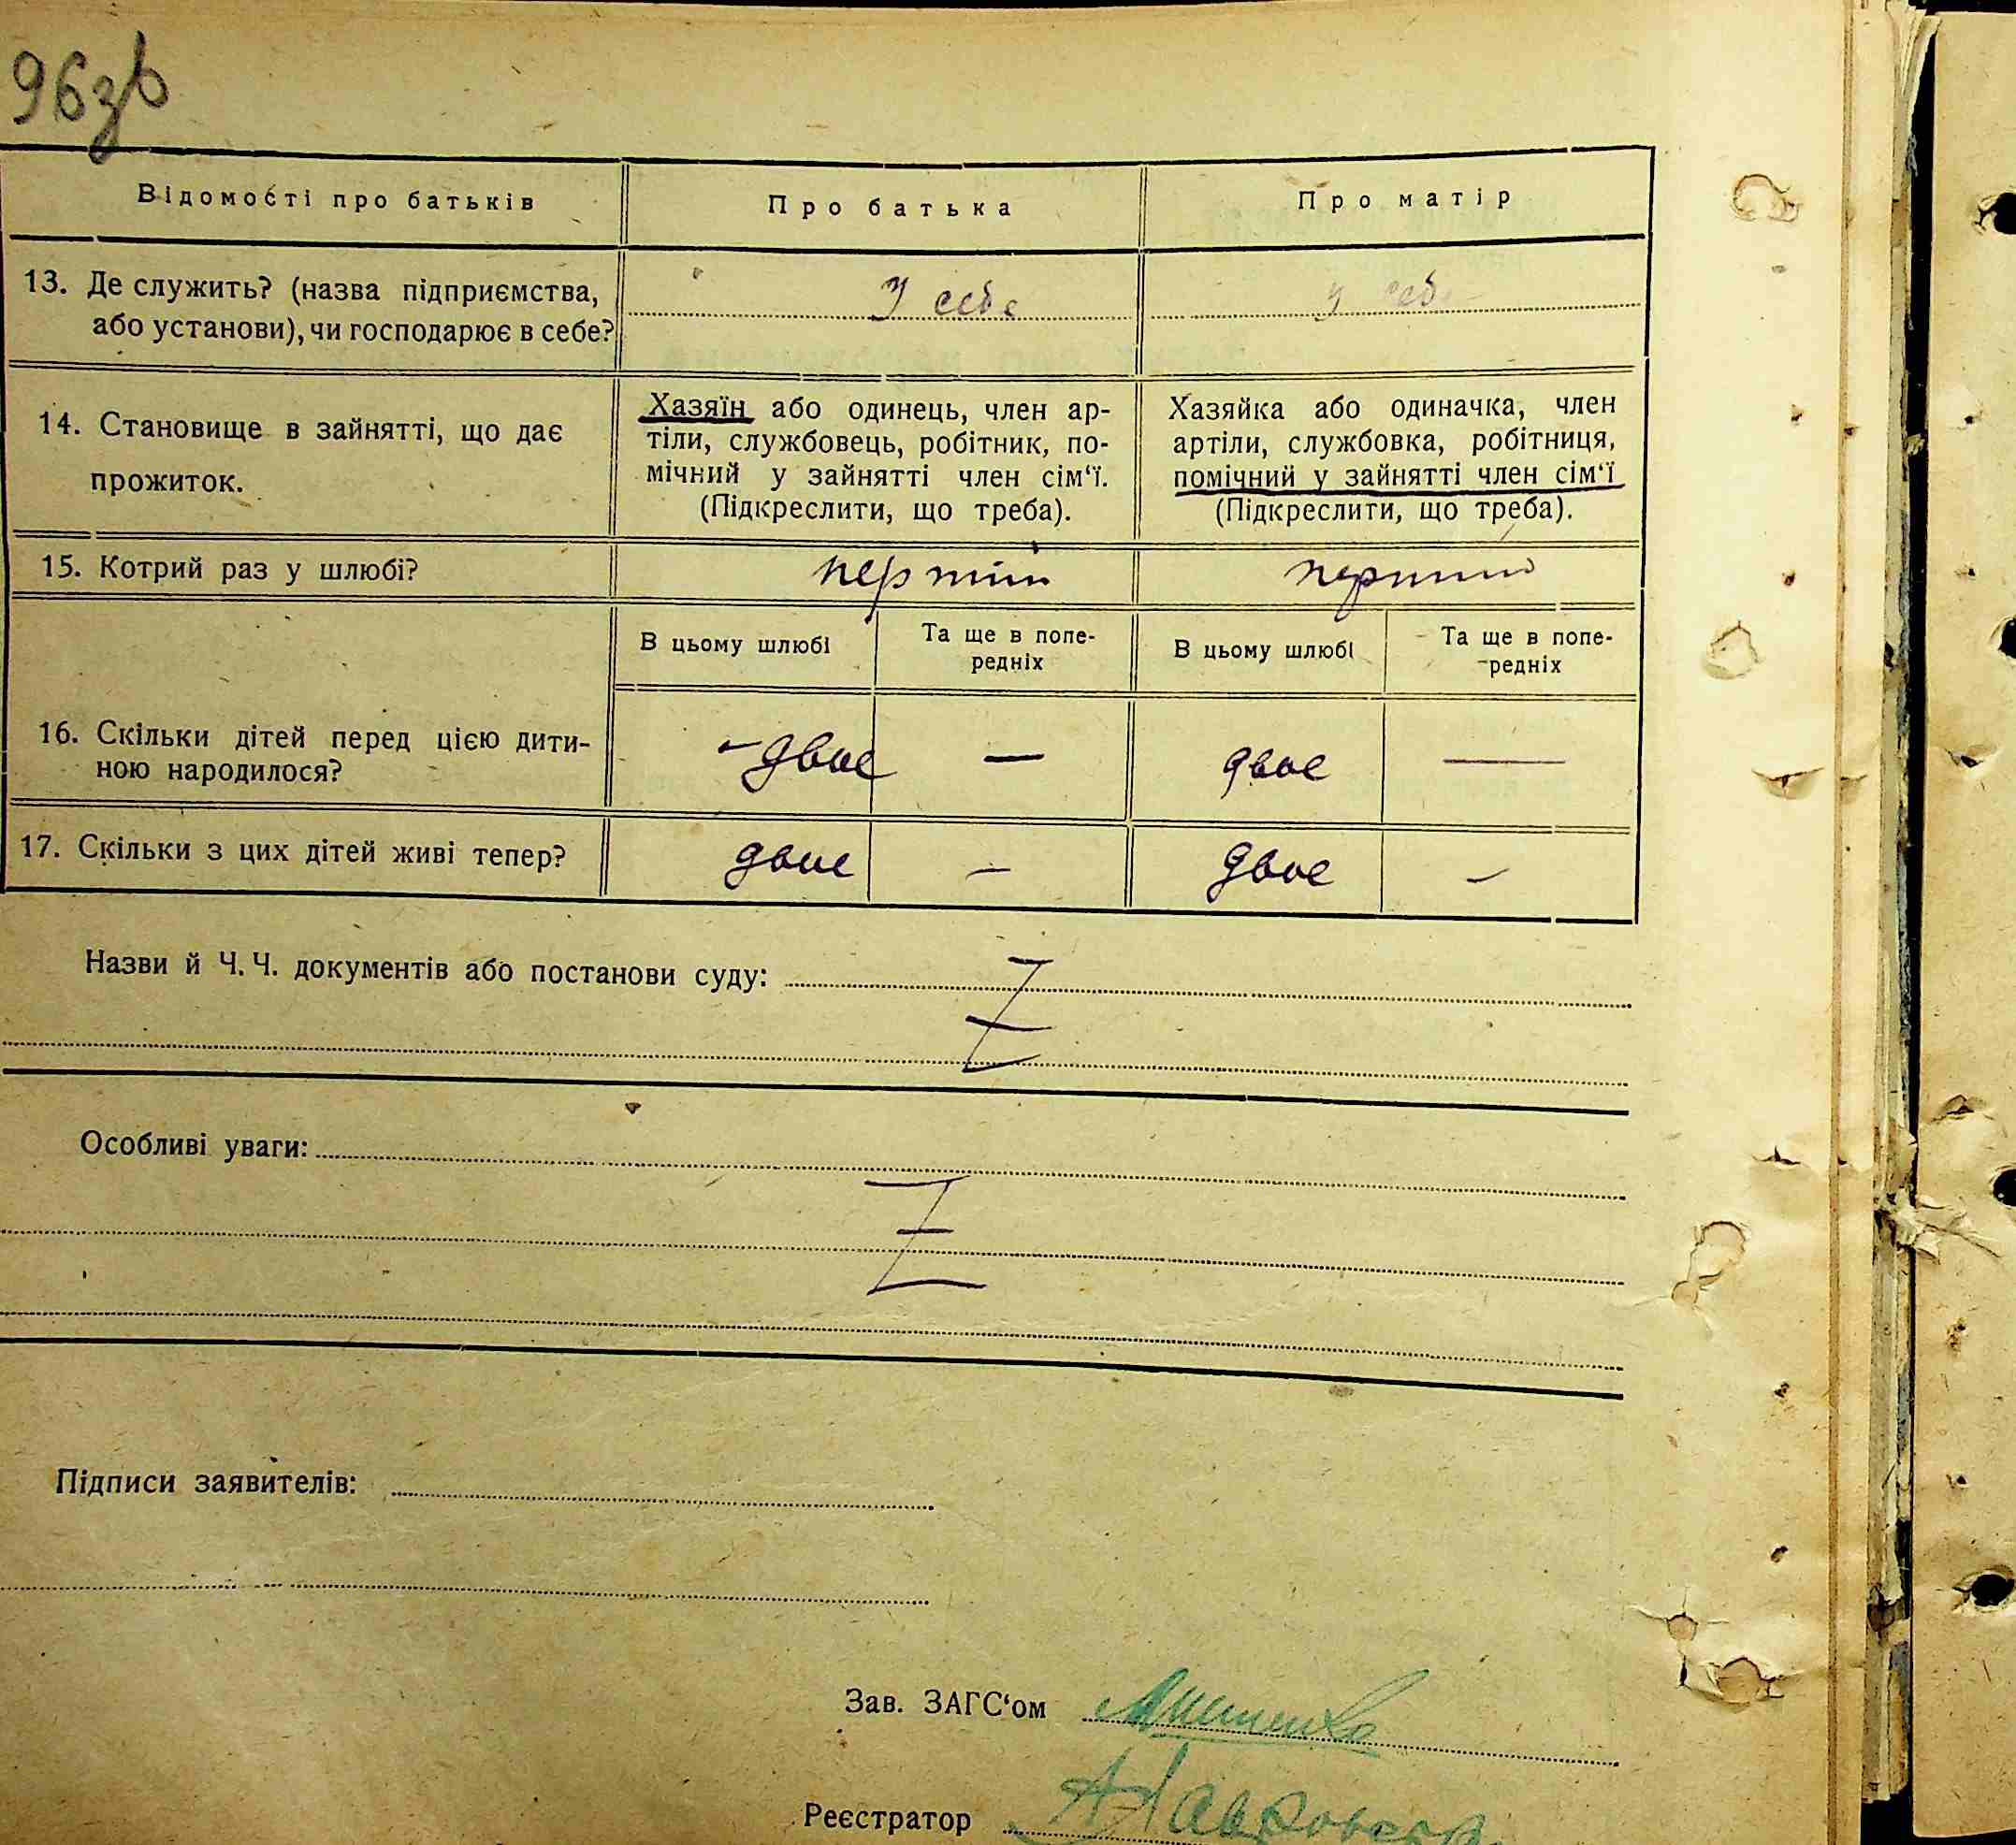 96зв
Відомості про батьків Про батька Про матір
13. Де служить? (назва підприємства, У себе у себе
або установи), чи господарює в себе?
14. Становище в зайнятті, що дає прожиток.
Хазяїн або одинець, член ар-
тіли, службовець, робітник, по-
мічний у зайнятті член сім‘ї.
(Підкреслити, що треба).
Хазяйка або одиначка, член
артіли, службовка, робітниця,
помічний у зайнятті член сім‘ї
(Підкреслити, що треба).
15. Котрий раз у шлюбі? перший перший
В цьому шлюбі Та ще в попе-
редніх
В цьому шлюбі Та ще в попе-
редніх
16. Скільки дітей перед цією дити-
ною народилося? двое — двое —
17. Скільки з цих дітей живі тепер? двое — двое —
Назви й Ч. Ч. документів або постанови суду:
Z
Особливі уваги:
Z
Підписи заявителів:
Зав. ЗАГС‘ом
Реєстратор